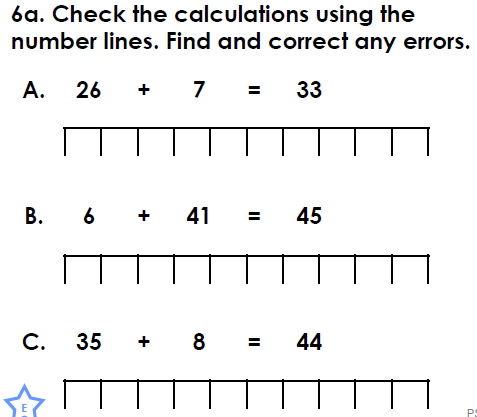 6a. Check the calculations using the
number lines. Find and correct any errors.
A. 26 + 7 = 33
B. 6 + 41 = 45
C. 35 + 8 = 44
E
PS